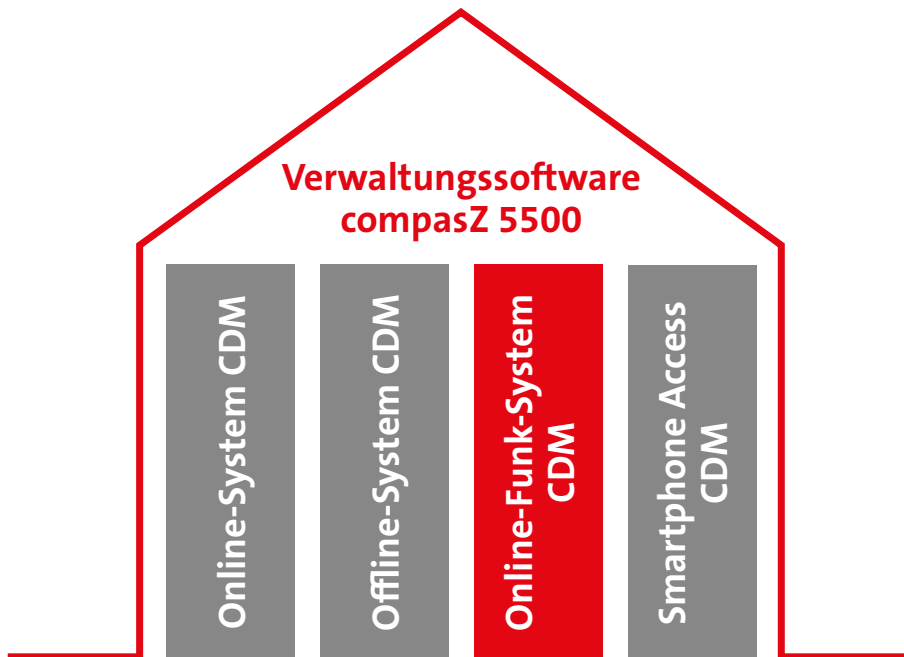 Verwaltungssoftware
compasZ 5500
Online-System CDM
Offline-System CDM
Online-Funk-System
CDM
Smartphone Access
CDM